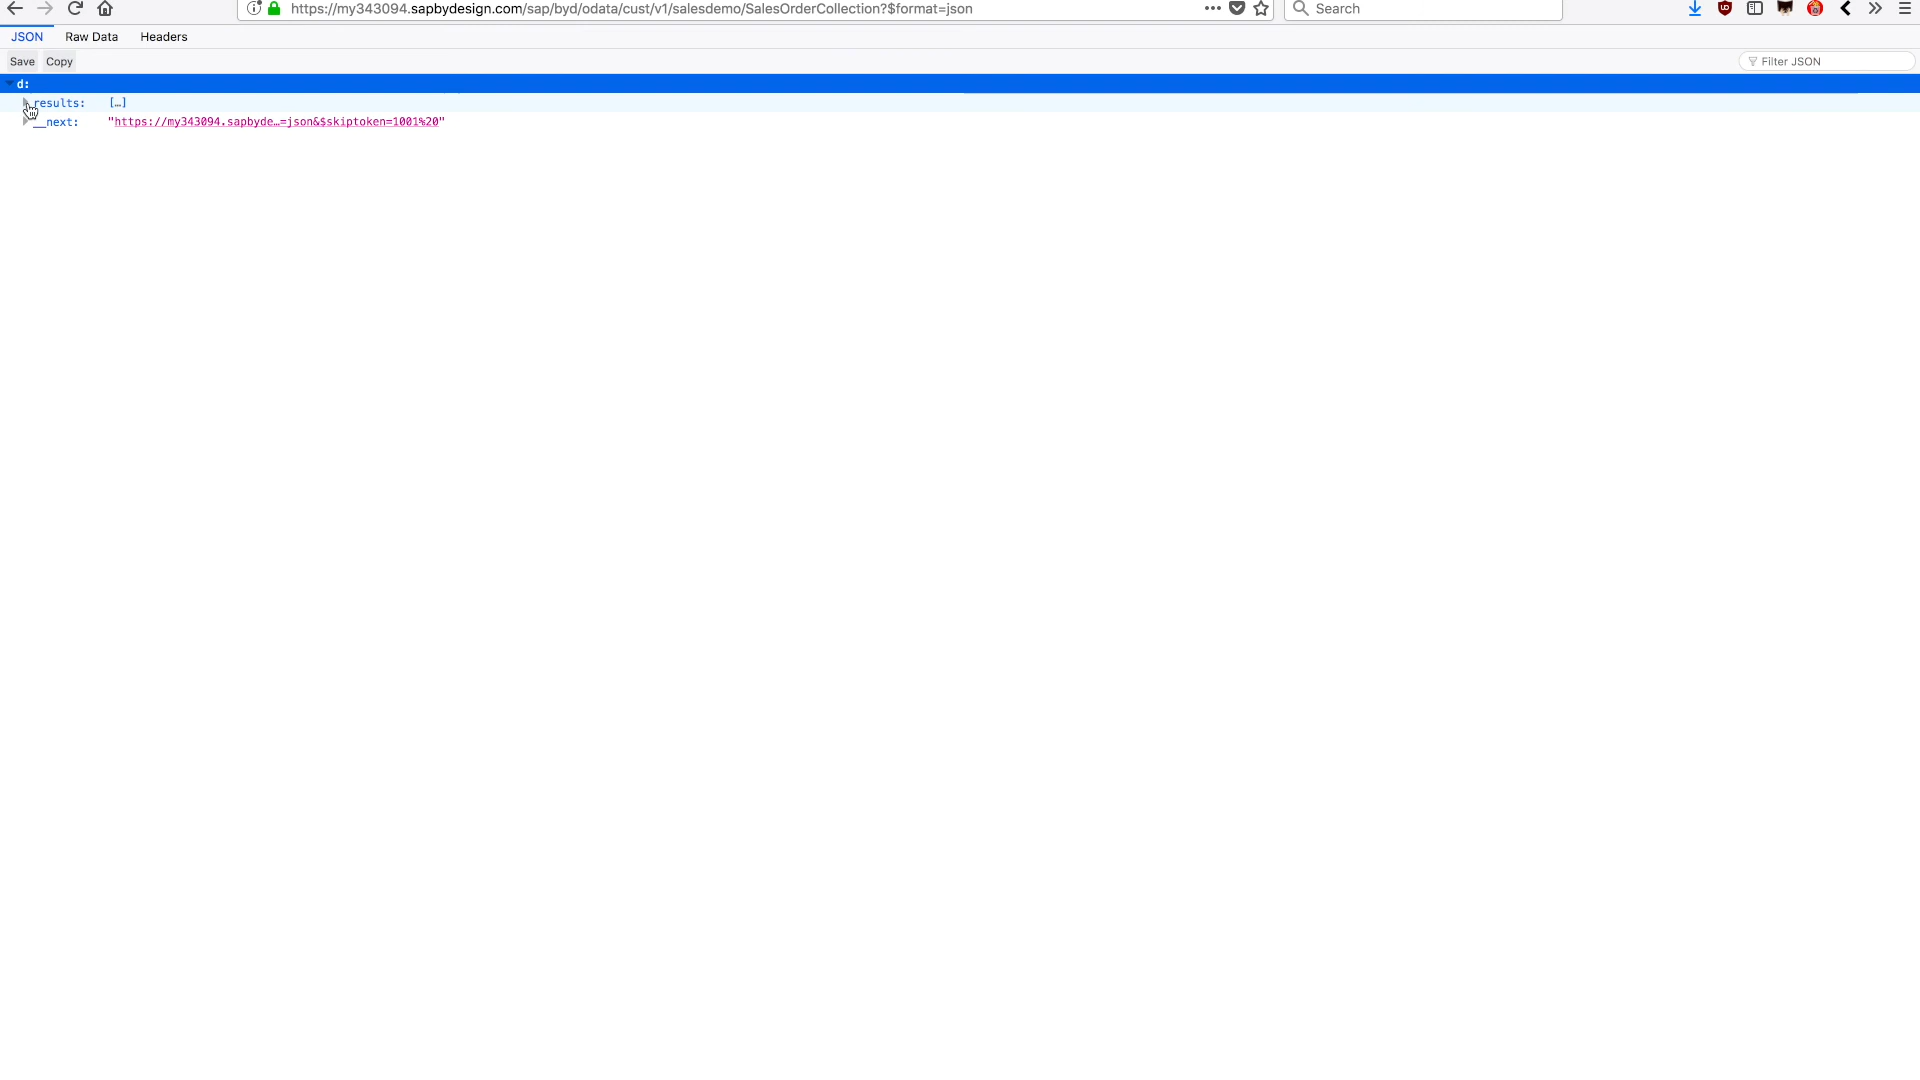 https://my343094.sapbydesign.com/sap/byd/odata/cust/v1/salesdemo/SalesOrderCollection?$format=json
Search
JSON Raw Data Headers
Save Copy
Filter JSON
d:
results: […]
__next: "https://my343094.sapbyde…=json&$skiptoken=1001%20"